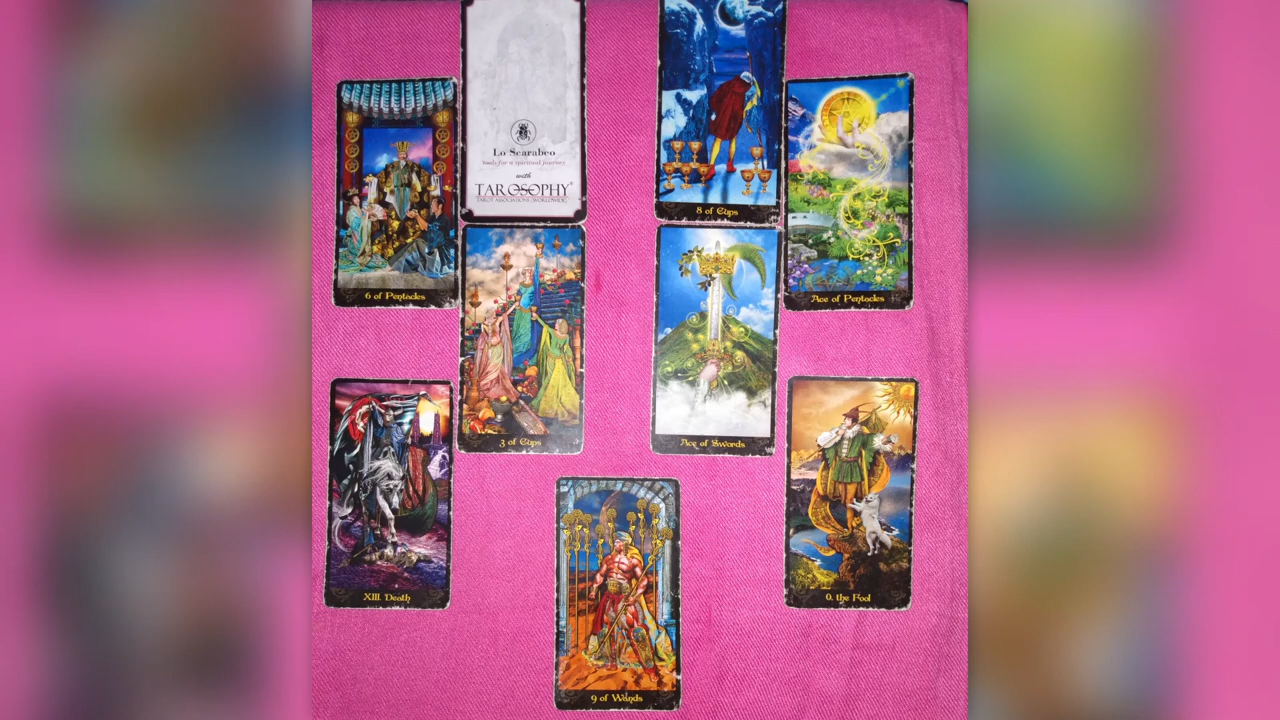 Lo Scarabeo
tools for a spiritual journey
with
TAROSOPHY®
TAROT ASSOCIATIONS WORLDWIDE
8 of Cups
6 of Pentacles
Ace of Pentacles
3 of Cups
Ace of Swords
XIII. Death
0. the Fool
9 of Wands